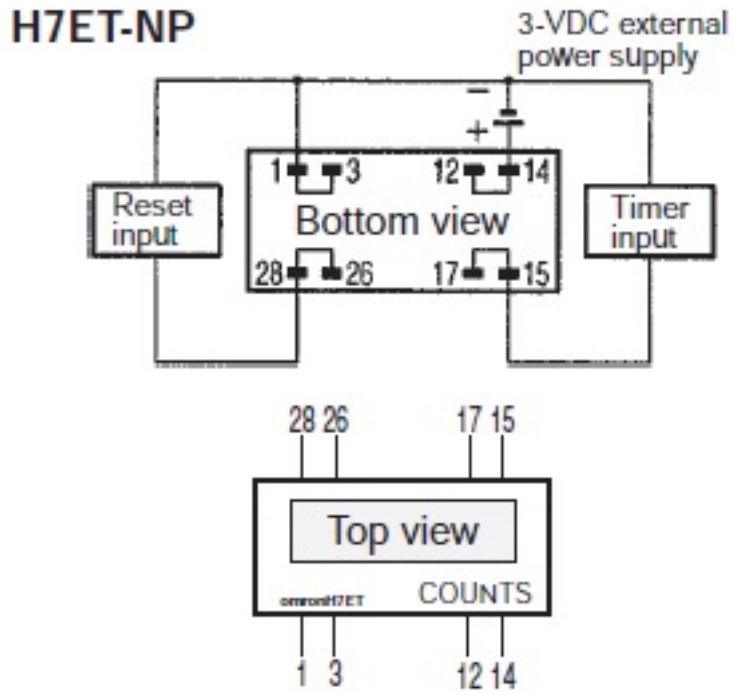 H7ET-NP
3-VDC external
power supply
−
+
1 3 12 14
Reset
input
Bottom view
Timer
input
28 26 17 15
28 26 17 15
Top view
omronH7ET COUNTS
1 3 12 14